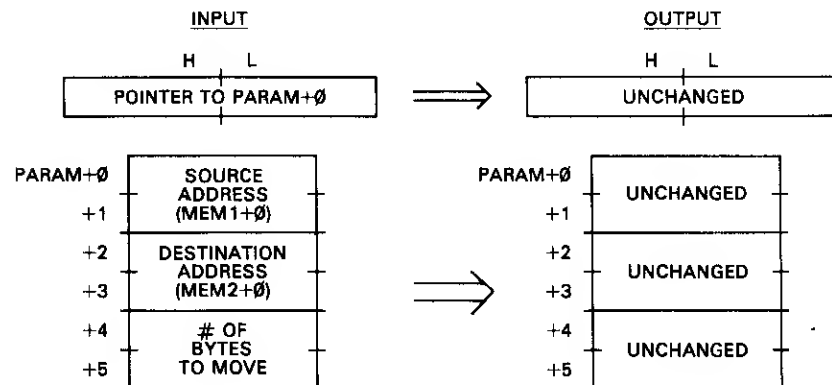 INPUT
OUTPUT
H L
H L
POINTER TO PARAM+Ø
UNCHANGED
PARAM+Ø
+1
+2
+3
+4
+5
SOURCE
ADDRESS
(MEM1+Ø)
DESTINATION
ADDRESS
(MEM2+Ø)
# OF
BYTES
TO MOVE
PARAM+Ø
+1
+2
+3
+4
+5
UNCHANGED
UNCHANGED
UNCHANGED